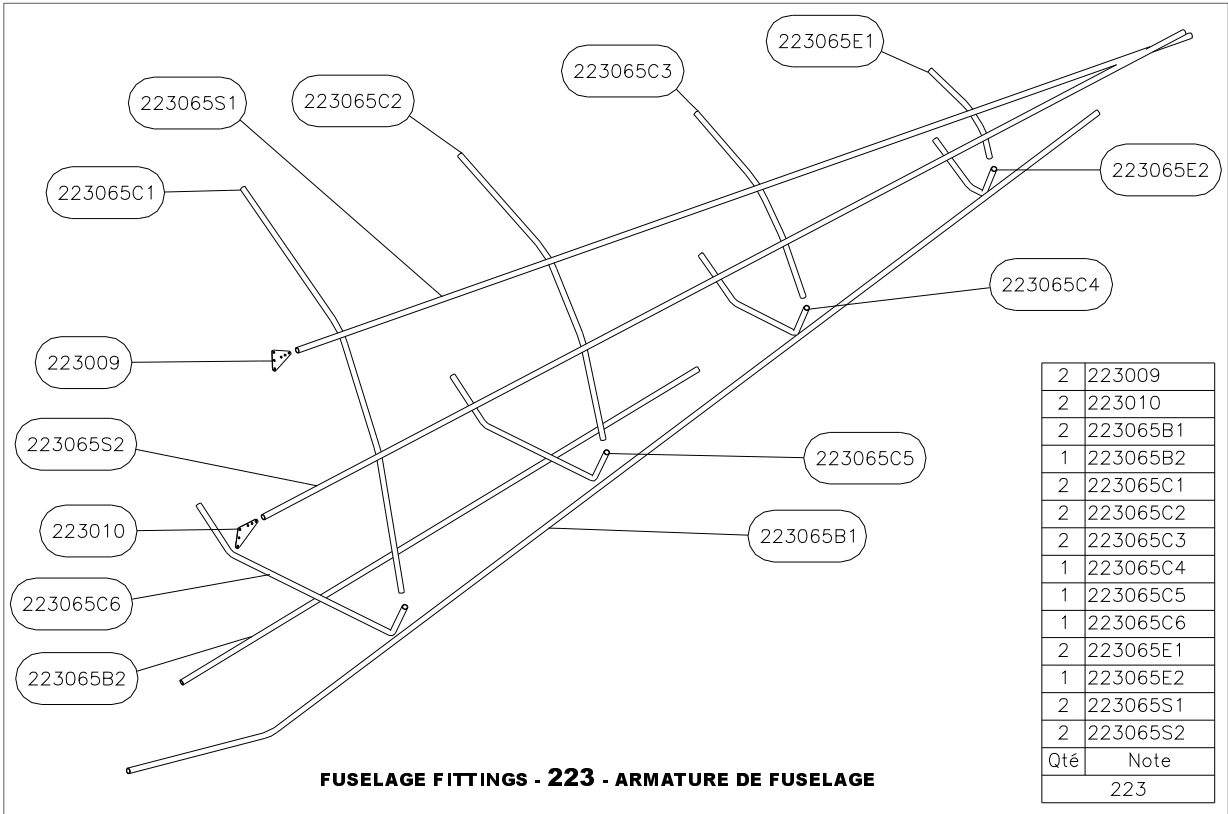 223065E1
223065C3
223065S1
223065C2
223065E2
223065C1
223065C4
223009
223065S2
223065C5
223010
223065B1
223065C6
223065B2
2 223009
2 223010
2 223065B1
1 223065B2
2 223065C1
2 223065C2
2 223065C3
1 223065C4
1 223065C5
1 223065C6
2 223065E1
1 223065E2
2 223065S1
2 223065S2
Qté Note
223
FUSELAGE FITTINGS - 223 - ARMATURE DE FUSELAGE